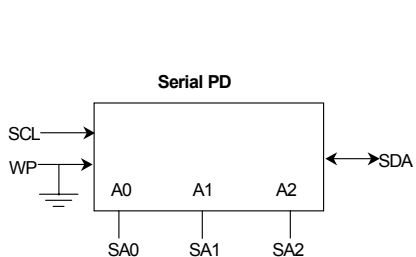 Serial PD
SCL
WP
SDA
A0 A1 A2
SA0 SA1 SA2